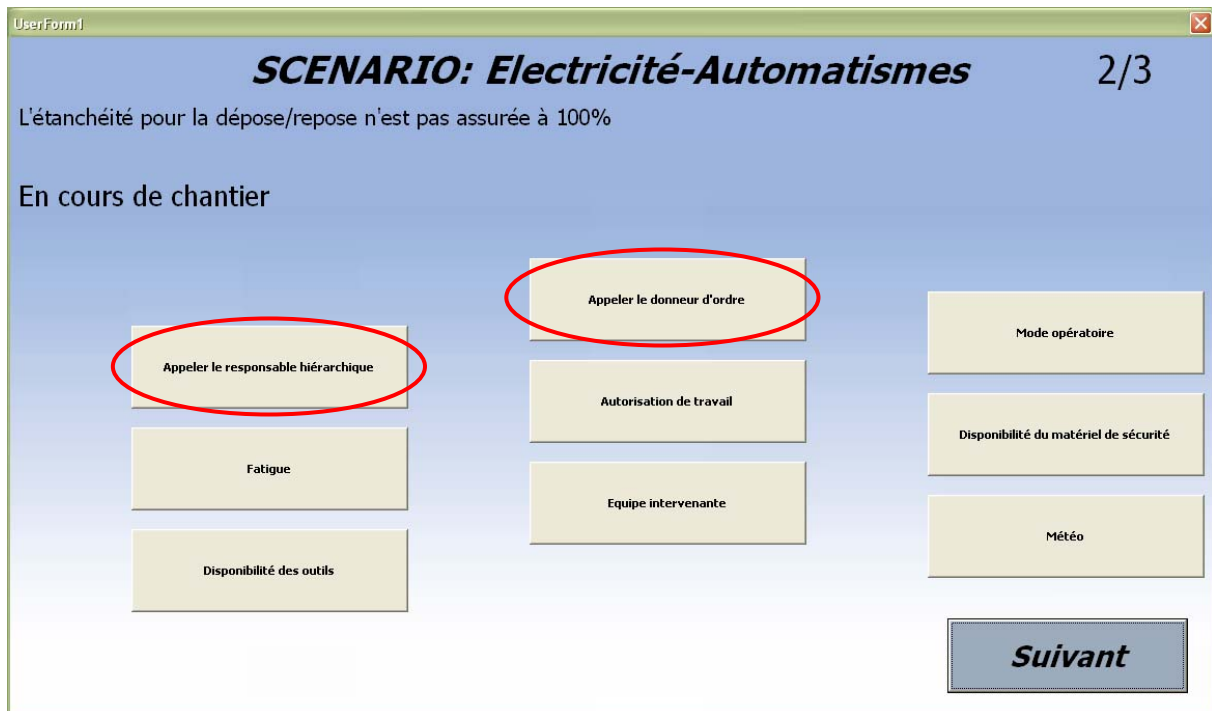 UserForm1
SCENARIO: Electricité-Automatismes 2/3
L'étanchéité pour la dépose/repose n'est pas assurée à 100%
En cours de chantier
Appeler le responsable hiérarchique
Fatigue
Disponibilité des outils
Appeler le donneur d'ordre
Autorisation de travail
Equipe intervenante
Mode opératoire
Disponibilité du matériel de sécurité
Météo
Suivant